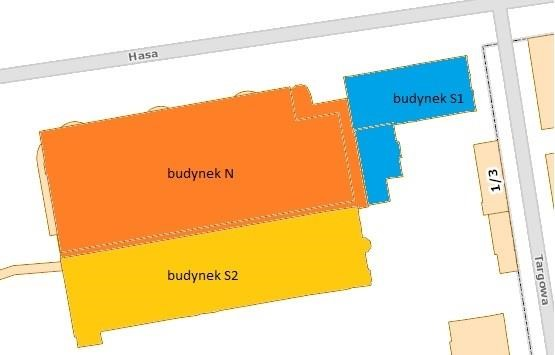 Hasa
budynek S1
budynek N
1/3
budynek S2
Targowa